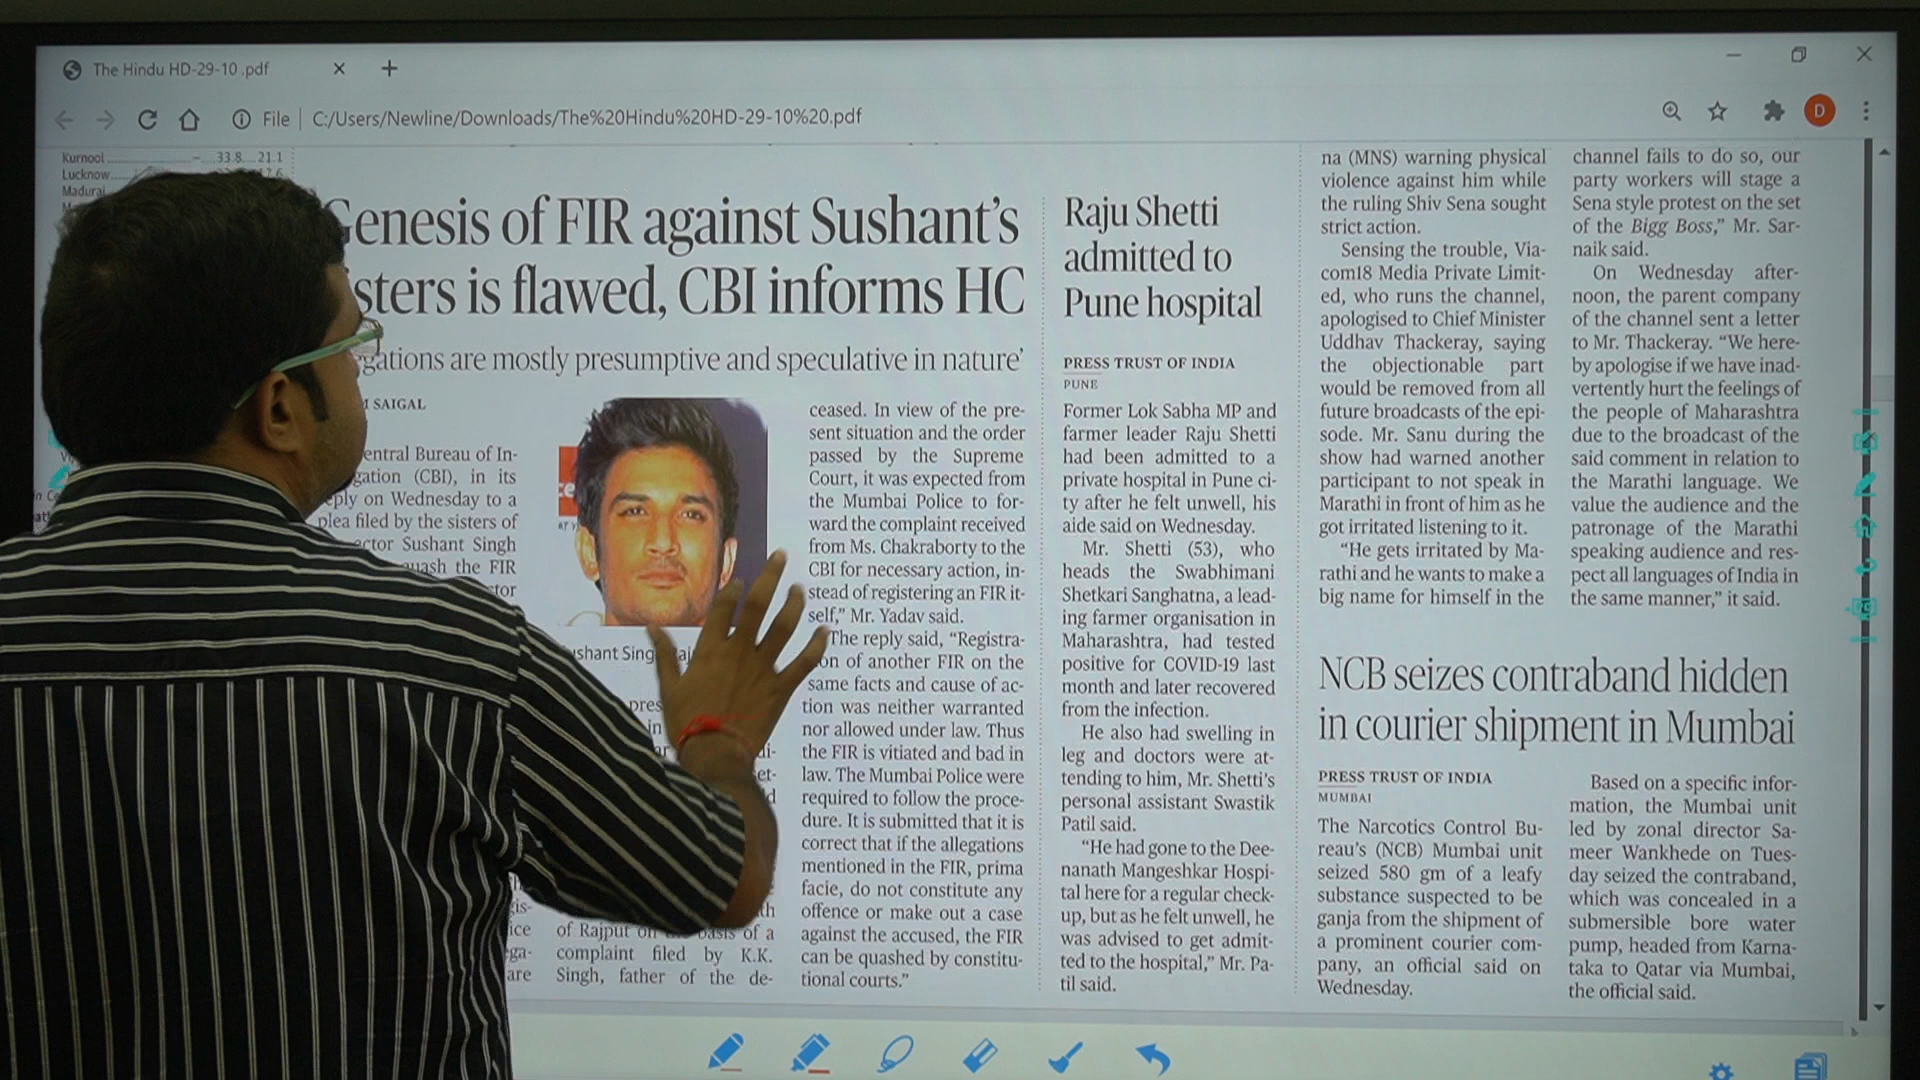 The Hindu HD-29-10 .pdf
File
C:/Users/Newline/Downloads/The%20Hindu%20HD-29-10%20.pdf
D
Kurnool – 33.8 21.1
Lucknow
Madurai
Genesis of FIR against Sushant's
sters is flawed, CBI informs HC
gations are mostly presumptive and speculative in nature'
SAIGAL
entral Bureau of In-
gation (CBI), in its
eply on Wednesday to a
plea filed by the sisters of
actor Sushant Singh
quash the FIR
ctor
ice
ga-
are
Sushant Singh
pres
in
of Rajput on the basis of a
complaint filed by K.K.
Singh, father of the de-
ceased. In view of the pre-
sent situation and the order
passed by the Supreme
Court, it was expected from
the Mumbai Police to for-
ward the complaint received
from Ms. Chakraborty to the
CBI for necessary action, in-
stead of registering an FIR it-
self," Mr. Yadav said.
The reply said, "Registra-
on of another FIR on the
same facts and cause of ac-
tion was neither warranted
nor allowed under law. Thus
the FIR is vitiated and bad in
law. The Mumbai Police were
required to follow the proce-
dure. It is submitted that it is
correct that if the allegations
mentioned in the FIR, prima
facie, do not constitute any
offence or make out a case
against the accused, the FIR
can be quashed by constitu-
tional courts."
Raju Shetti
admitted to
Pune hospital
PRESS TRUST OF INDIA
PUNE
Former Lok Sabha MP and
farmer leader Raju Shetti
had been admitted to a
private hospital in Pune ci-
ty after he felt unwell, his
aide said on Wednesday.
Mr. Shetti (53), who
heads the Swabhimani
Shetkari Sanghatna, a lead-
ing farmer organisation in
Maharashtra, had tested
positive for COVID-19 last
month and later recovered
from the infection.
He also had swelling in
leg and doctors were at-
tending to him, Mr. Shetti's
personal assistant Swastik
Patil said.
"He had gone to the Dee-
nanath Mangeshkar Hospi-
tal here for a regular check-
up, but as he felt unwell, he
was advised to get admit-
ted to the hospital," Mr. Pa-
til said.
na (MNS) warning physical
violence against him while
the ruling Shiv Sena sought
strict action.
Sensing the trouble, Via-
com18 Media Private Limit-
ed, who runs the channel,
apologised to Chief Minister
Uddhav Thackeray, saying
the objectionable part
would be removed from all
future broadcasts of the epi-
sode. Mr. Sanu during the
show had warned another
participant to not speak in
Marathi in front of him as he
got irritated listening to it.
"He gets irritated by Ma-
rathi and he wants to make a
big name for himself in the
channel fails to do so, our
party workers will stage a
Sena style protest on the set
of the Bigg Boss," Mr. Sar-
naik said.
On Wednesday after-
noon, the parent company
of the channel sent a letter
to Mr. Thackeray. "We here-
by apologise if we have inad-
vertently hurt the feelings of
the people of Maharashtra
due to the broadcast of the
said comment in relation to
the Marathi language. We
value the audience and the
patronage of the Marathi
speaking audience and res-
pect all languages of India in
the same manner," it said.
NCB seizes contraband hidden
in courier shipment in Mumbai
PRESS TRUST OF INDIA
MUMBAI
The Narcotics Control Bu-
reau's (NCB) Mumbai unit
seized 580 gm of a leafy
substance suspected to be
ganja from the shipment of
a prominent courier com-
pany, an official said on
Wednesday.
Based on a specific infor-
mation, the Mumbai unit
led by zonal director Sa-
meer Wankhede on Tues-
day seized the contraband,
which was concealed in a
submersible bore water
pump, headed from Karna-
taka to Qatar via Mumbai,
the official said.